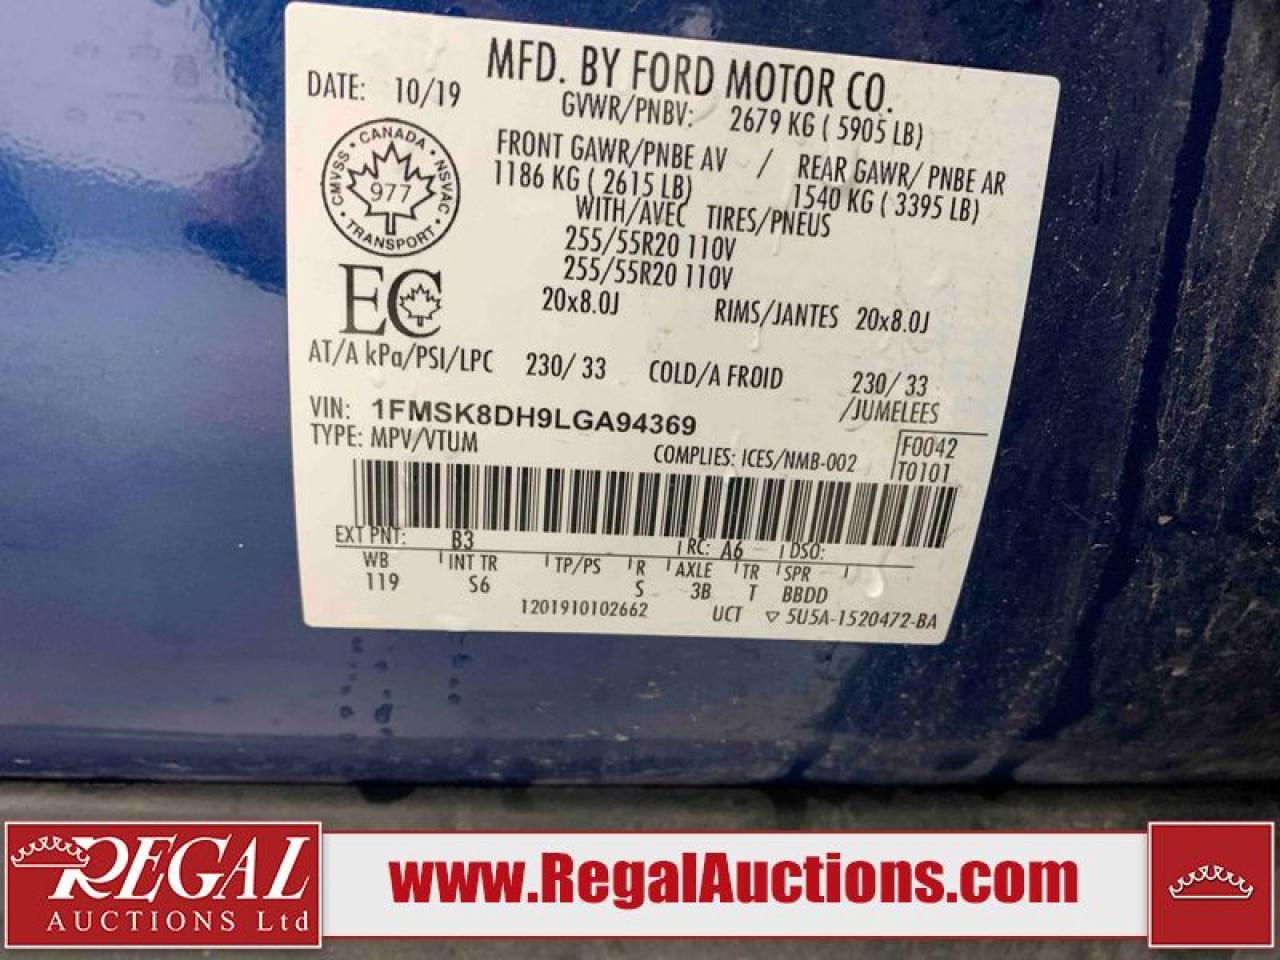 MFD. BY FORD MOTOR CO.
DATE: 10/19
GVWR/PNBV: 2679 KG ( 5905 LB)
FRONT GAWR/PNBE AV / REAR GAWR/ PNBE AR
1186 KG ( 2615 LB) 1540 KG ( 3395 LB)
WITH/AVEC TIRES/PNEUS
255/55R20 110V
255/55R20 110V
20x8.0J RIMS/JANTES 20x8.0J
CANADA
CMVSS NSVAC
977
TRANSPORT
EC
AT/A kPa/PSI/LPC 230/ 33 COLD/A FROID 230/ 33
/JUMELEES
VIN: 1FMSK8DH9LGA94369
TYPE: MPV/VTUM
COMPLIES: ICES/NMB-002
F0042
T0101
EXT PNT: B3 RC: A6 DSO:
WB INT TR TP/PS R AXLE TR SPR
119 S6 S 3B T BBDD
1201910102662 UCT ▽ 5U5A-1520472-BA
REGAL
AUCTIONS Ltd
www.RegalAuctions.com